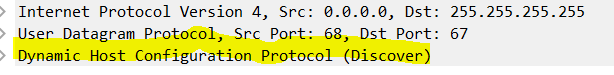 Internet Protocol Version 4, Src: 0.0.0.0, Dst: 255.255.255.255
User Datagram Protocol, Src Port: 68, Dst Port: 67
Dynamic Host Configuration Protocol (Discover)